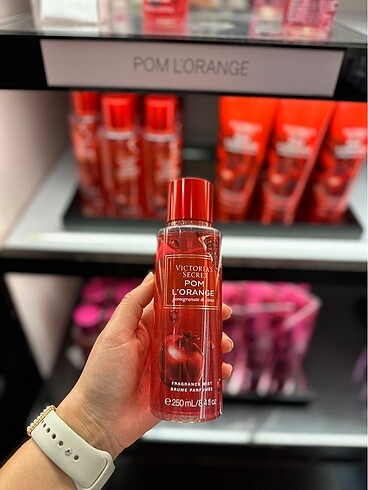 POM L'ORANGE
VICTORIA'S
SECRET
POM
L'ORANGE
pomegranate & citrus
FRAGRANCE MIST
BRUME PARFUMÉE
℮250 mL/8.4 fl oz